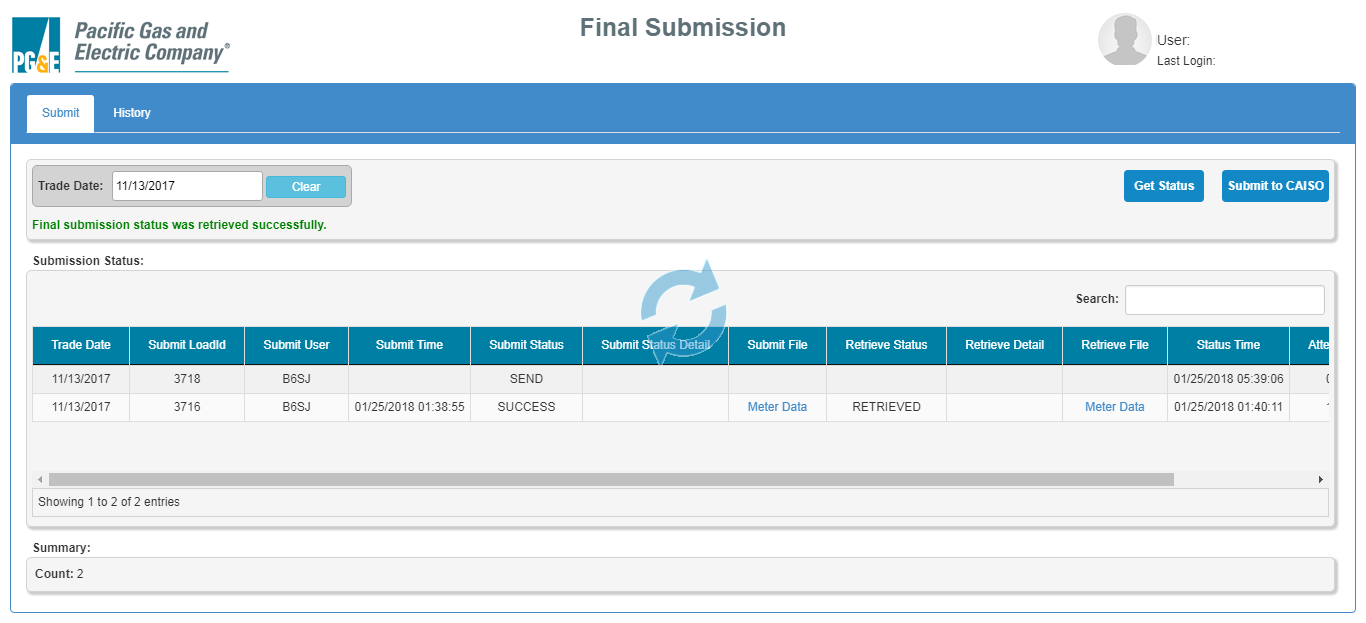 PG&E Pacific Gas and
Electric Company®
Final Submission
User:
Last Login:
Submit History
Trade Date: 11/13/2017 Clear Get Status Submit to CAISO
Final submission status was retrieved successfully.
Submission Status:
Search:
Trade Date Submit LoadId Submit User Submit Time Submit Status Submit Status Detail Submit File Retrieve Status Retrieve Detail Retrieve File Status Time Atte
11/13/2017 3718 B6SJ SEND 01/25/2018 05:39:06
11/13/2017 3716 B6SJ 01/25/2018 01:38:55 SUCCESS Meter Data RETRIEVED Meter Data 01/25/2018 01:40:11
Showing 1 to 2 of 2 entries
Summary:
Count: 2